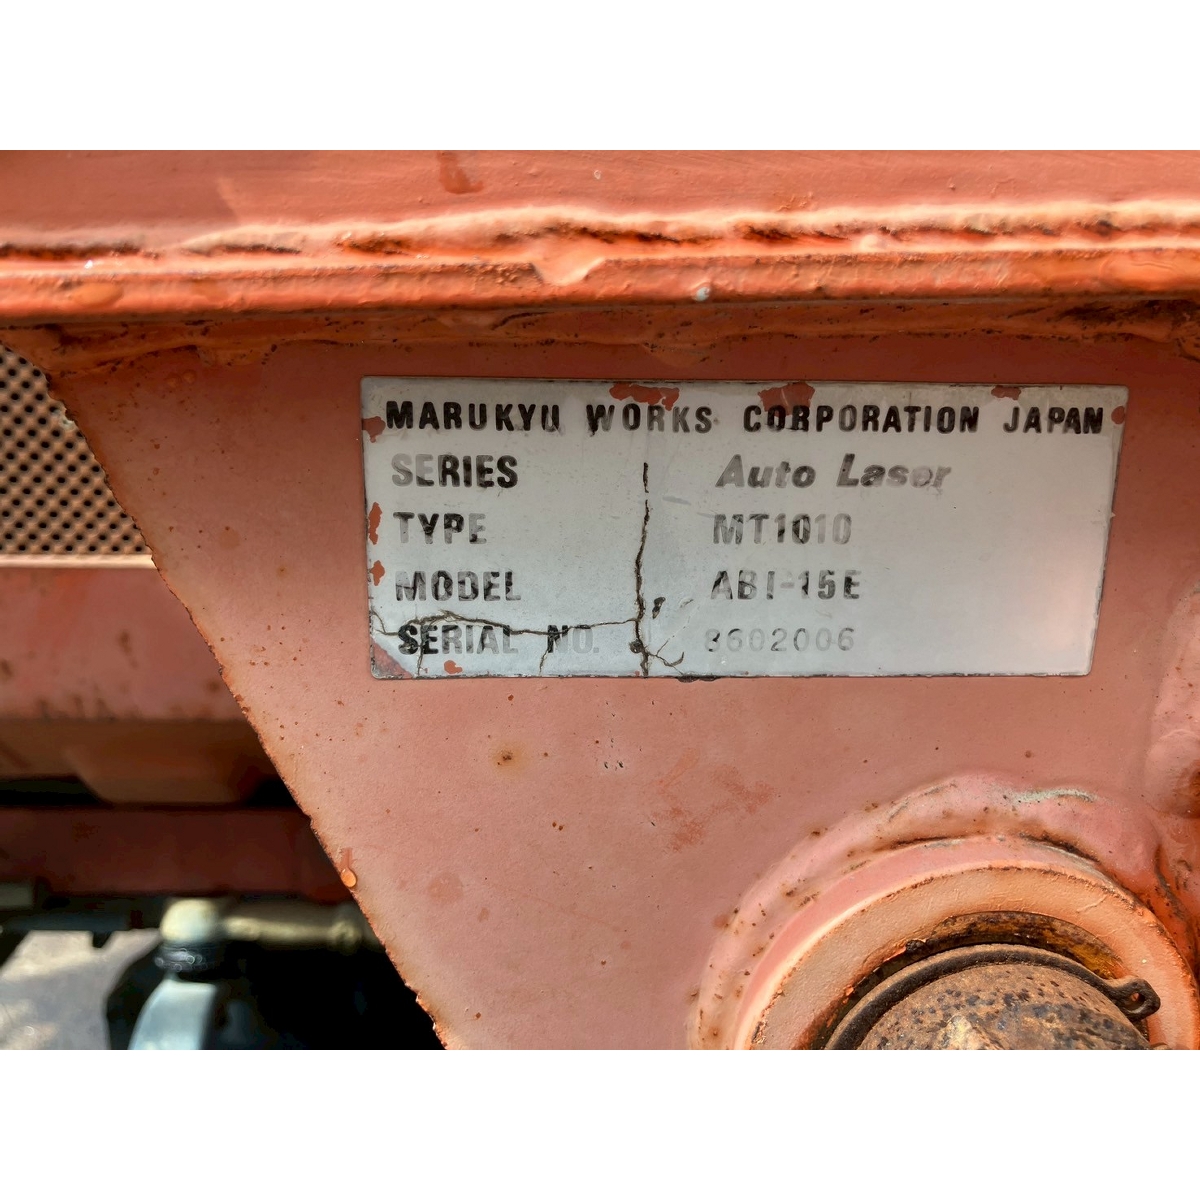 MARUKYU WORKS CORPORATION JAPAN
SERIES Auto Laser
TYPE MT1010
MODEL ABI-15E
SERIAL NO. 8602006